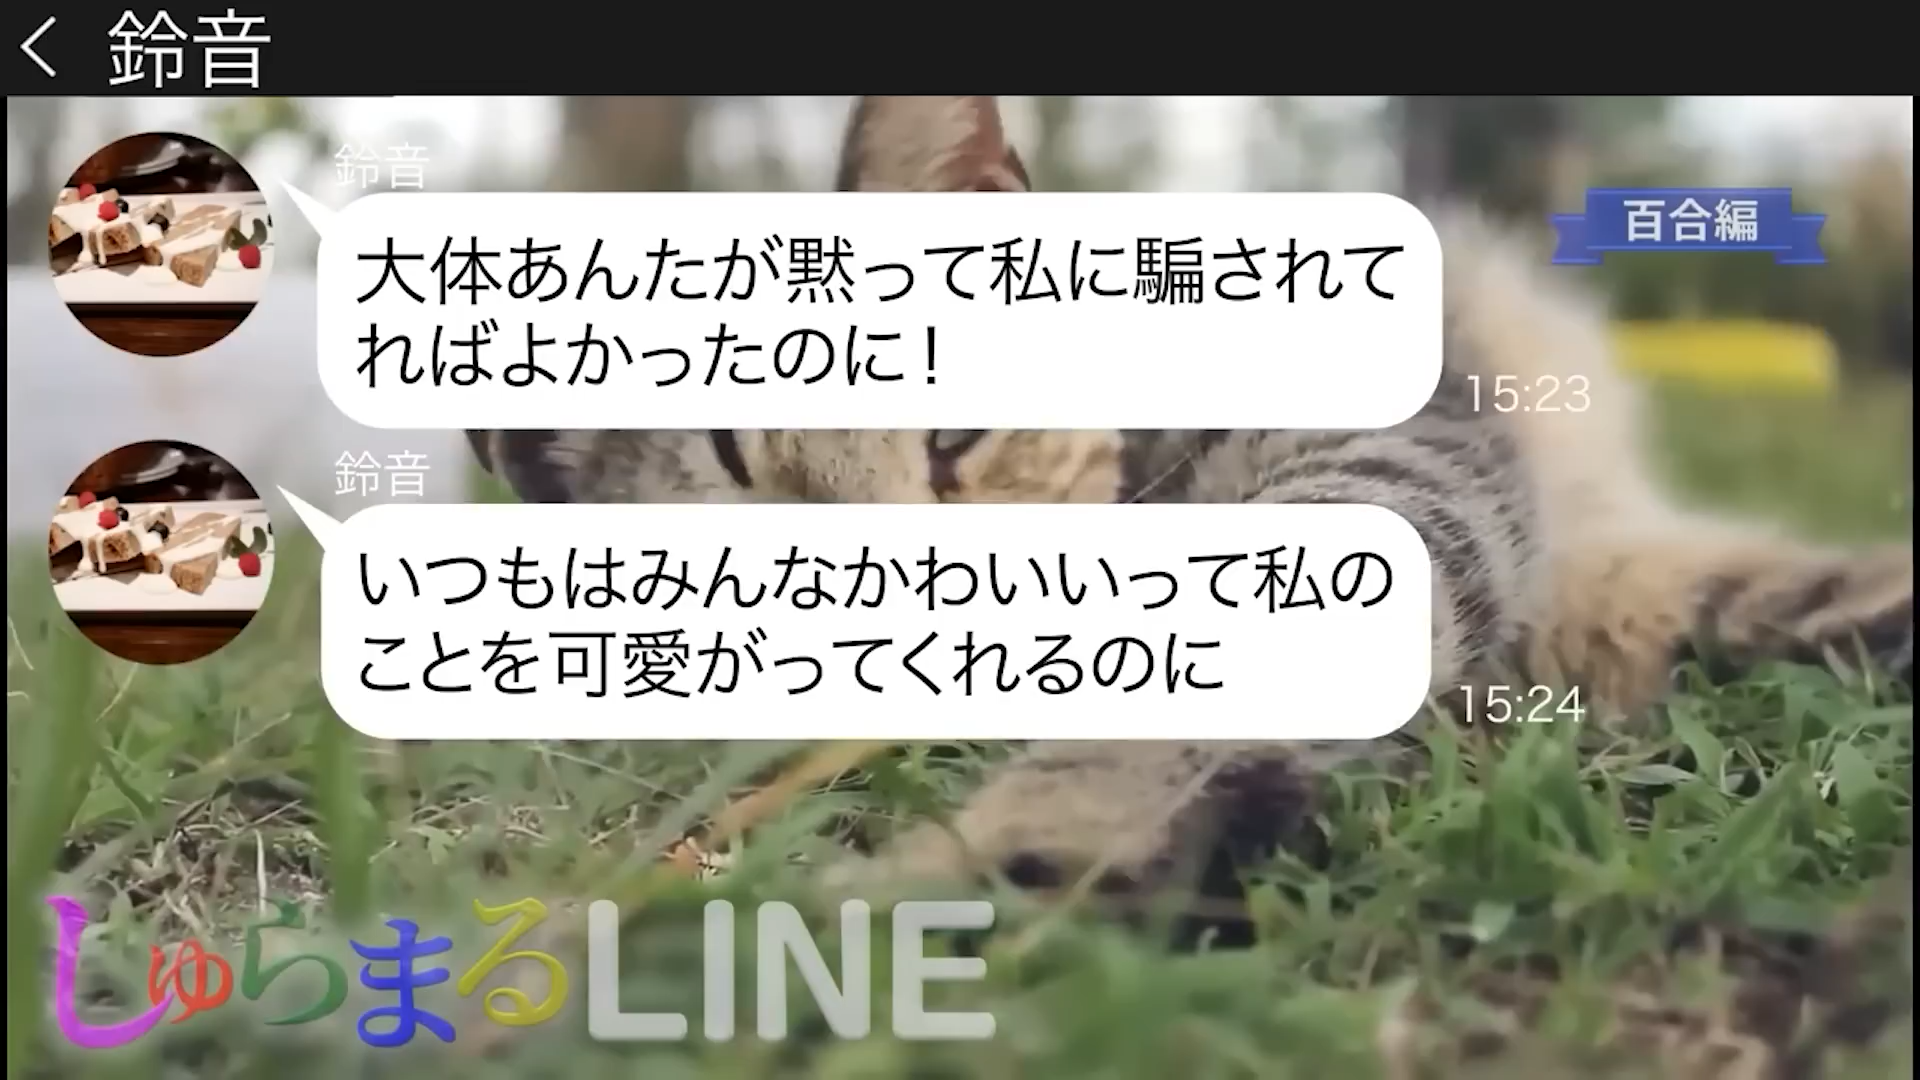 鈴音
鈴音
百合編
大体あんたが黙って私に騙されて
ればよかったのに！
15:23
鈴音
いつもはみんなかわいいって私の
ことを可愛がってくれるのに
15:24
しゅらまるLINE